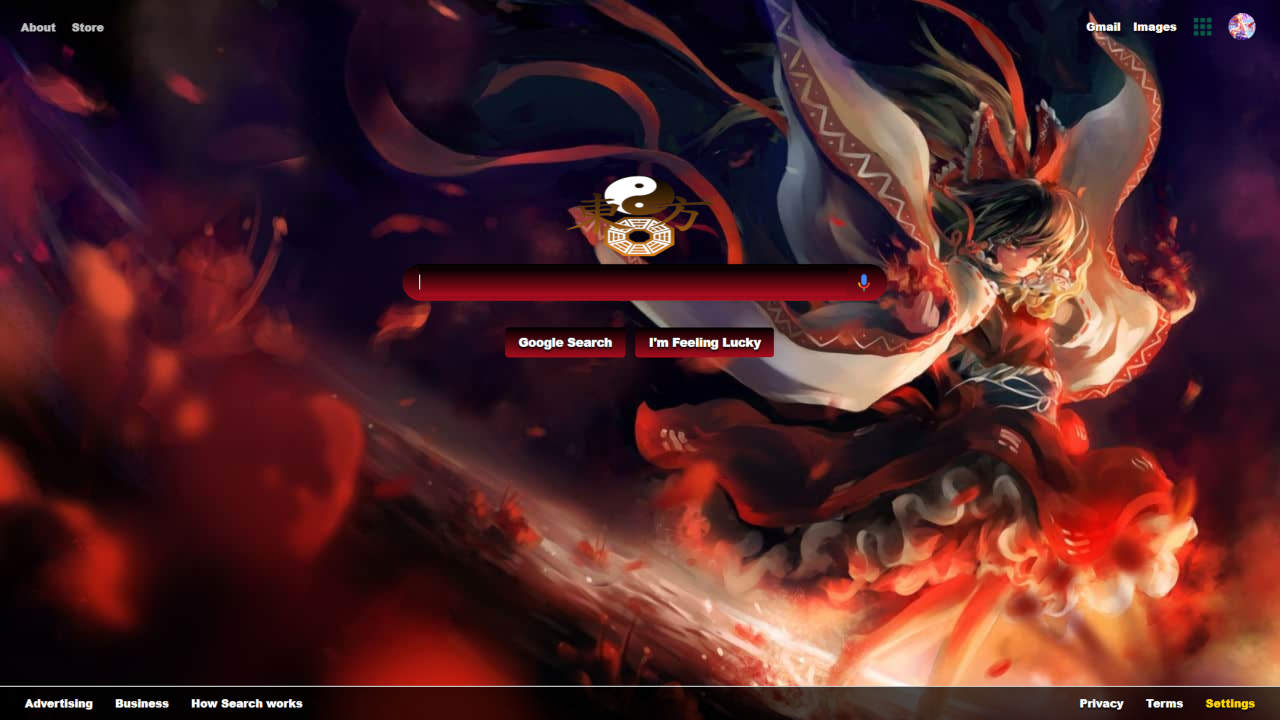 About Store
Gmail Images
東方
Google Search I'm Feeling Lucky
Advertising Business How Search works
Privacy Terms Settings